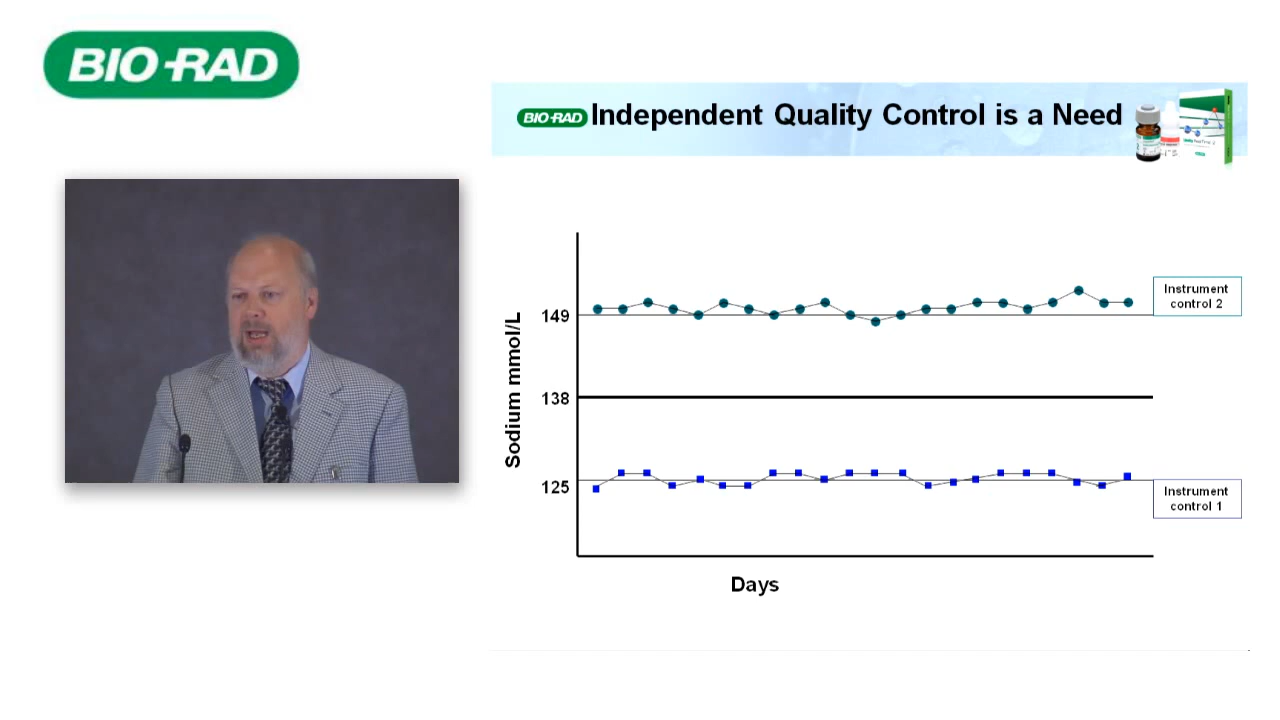 BIO-RAD
BIO-RAD Independent Quality Control is a Need
Instrument
control 2
149
Sodium mmol/L
138
125
Instrument
control 1
Days